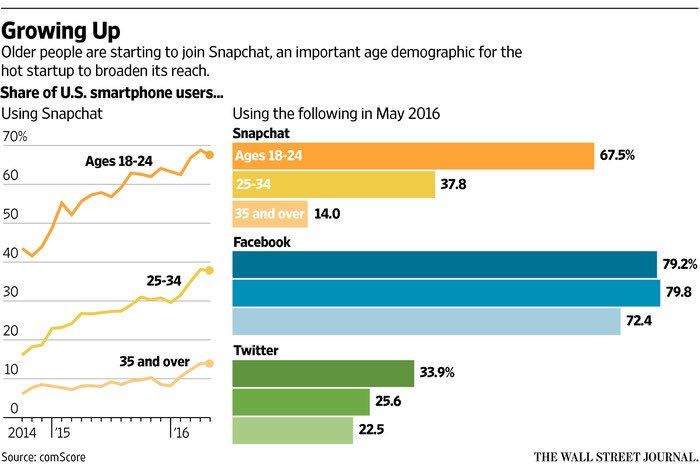 Growing Up
Older people are starting to join Snapchat, an important age demographic for the
hot startup to broaden its reach.
Share of U.S. smartphone users...
Using Snapchat
70%
Ages 18-24
60
50
40
25-34
30
20
35 and over
10
0
2014 '15 '16
Using the following in May 2016
Snapchat
Ages 18-24 67.5%
25-34 37.8
35 and over 14.0
Facebook
79.2%
79.8
72.4
Twitter
33.9%
25.6
22.5
Source: comScore
THE WALL STREET JOURNAL.